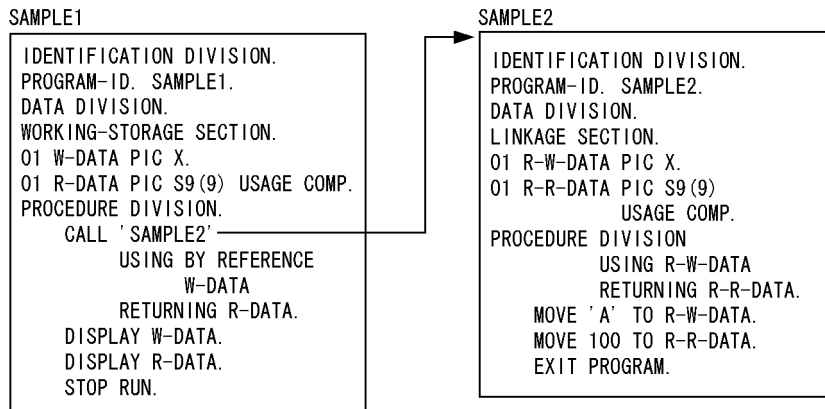 SAMPLE1
IDENTIFICATION DIVISION.
PROGRAM-ID. SAMPLE1.
DATA DIVISION.
WORKING-STORAGE SECTION.
01 W-DATA PIC X.
01 R-DATA PIC S9(9) USAGE COMP.
PROCEDURE DIVISION.
CALL 'SAMPLE2'
USING BY REFERENCE
W-DATA
RETURNING R-DATA.
DISPLAY W-DATA.
DISPLAY R-DATA.
STOP RUN.
SAMPLE2
IDENTIFICATION DIVISION.
PROGRAM-ID. SAMPLE2.
DATA DIVISION.
LINKAGE SECTION.
01 R-W-DATA PIC X.
01 R-R-DATA PIC S9(9)
USAGE COMP.
PROCEDURE DIVISION
USING R-W-DATA
RETURNING R-R-DATA.
MOVE 'A' TO R-W-DATA.
MOVE 100 TO R-R-DATA.
EXIT PROGRAM.